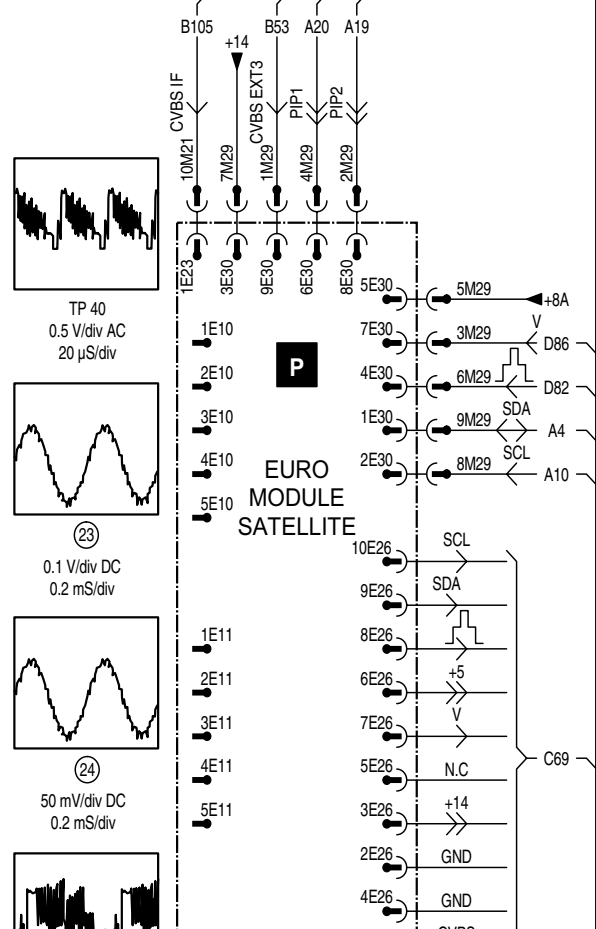 B105
B53
A20
A19
+14
CVBS IF
CVBS EXT3
PIP1
PIP2
10M21
7M29
1M29
4M29
2M29
1E23
3E30
9E30
6E30
8E30
TP 40
0.5 V/div AC
20 µS/div
5E30
5M29
+8A
1E10
7E30
3M29
V
D86
2E10
P
4E30
6M29
D82
3E10
1E30
9M29
SDA
A4
4E10
2E30
8M29
SCL
A10
5E10
EURO
MODULE
SATELLITE
23
0.1 V/div DC
0.2 mS/div
10E26
SCL
9E26
SDA
1E11
8E26
2E11
6E26
+5
3E11
7E26
V
4E11
5E26
N.C
C69
5E11
3E26
+14
24
50 mV/div DC
0.2 mS/div
2E26
GND
4E26
GND